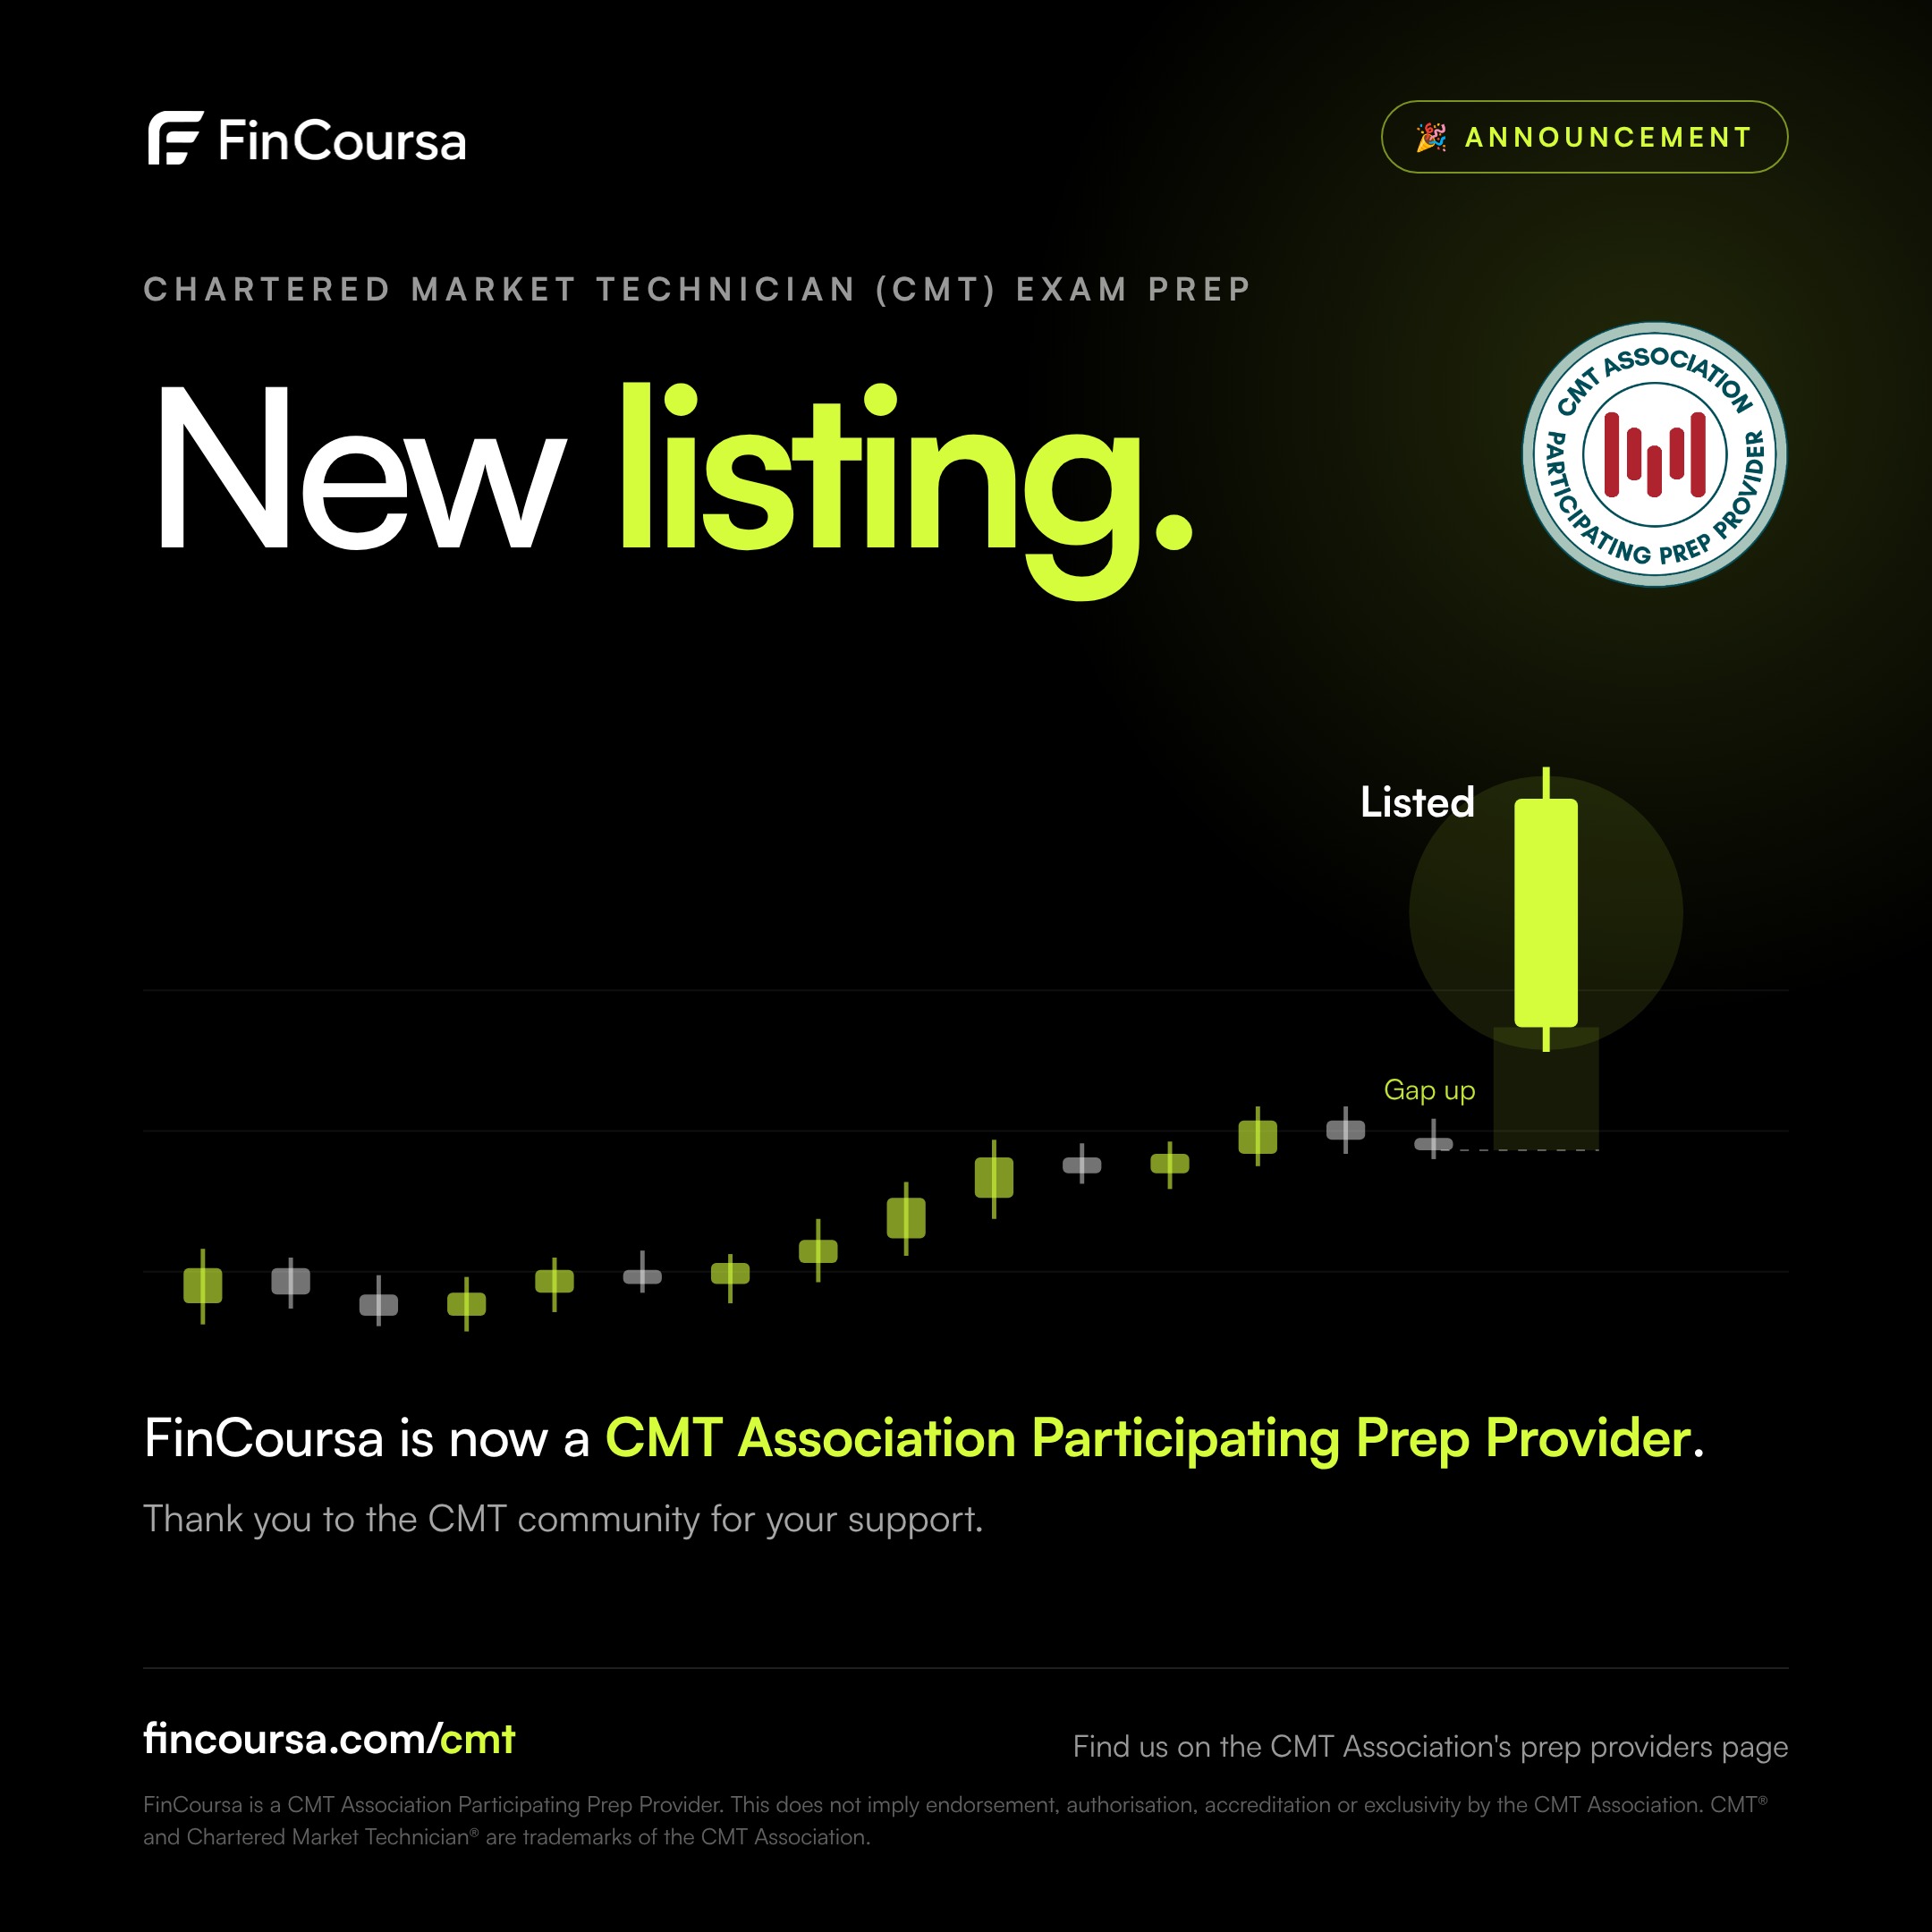 FinCoursa
🎉 ANNOUNCEMENT
CHARTERED MARKET TECHNICIAN (CMT) EXAM PREP
New listing.
CMT ASSOCIATION
PARTICIPATING PREP PROVIDER
Listed
Gap up
FinCoursa is now a CMT Association Participating Prep Provider.
Thank you to the CMT community for your support.
fincoursa.com/cmt
Find us on the CMT Association's prep providers page
FinCoursa is a CMT Association Participating Prep Provider. This does not imply endorsement, authorisation, accreditation or exclusivity by the CMT Association. CMT®
and Chartered Market Technician® are trademarks of the CMT Association.